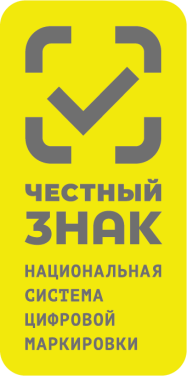 ЧЕСТНЫЙ
ЗНАК
НАЦИОНАЛЬНАЯ
СИСТЕМА
ЦИФРОВОЙ
МАРКИРОВКИ